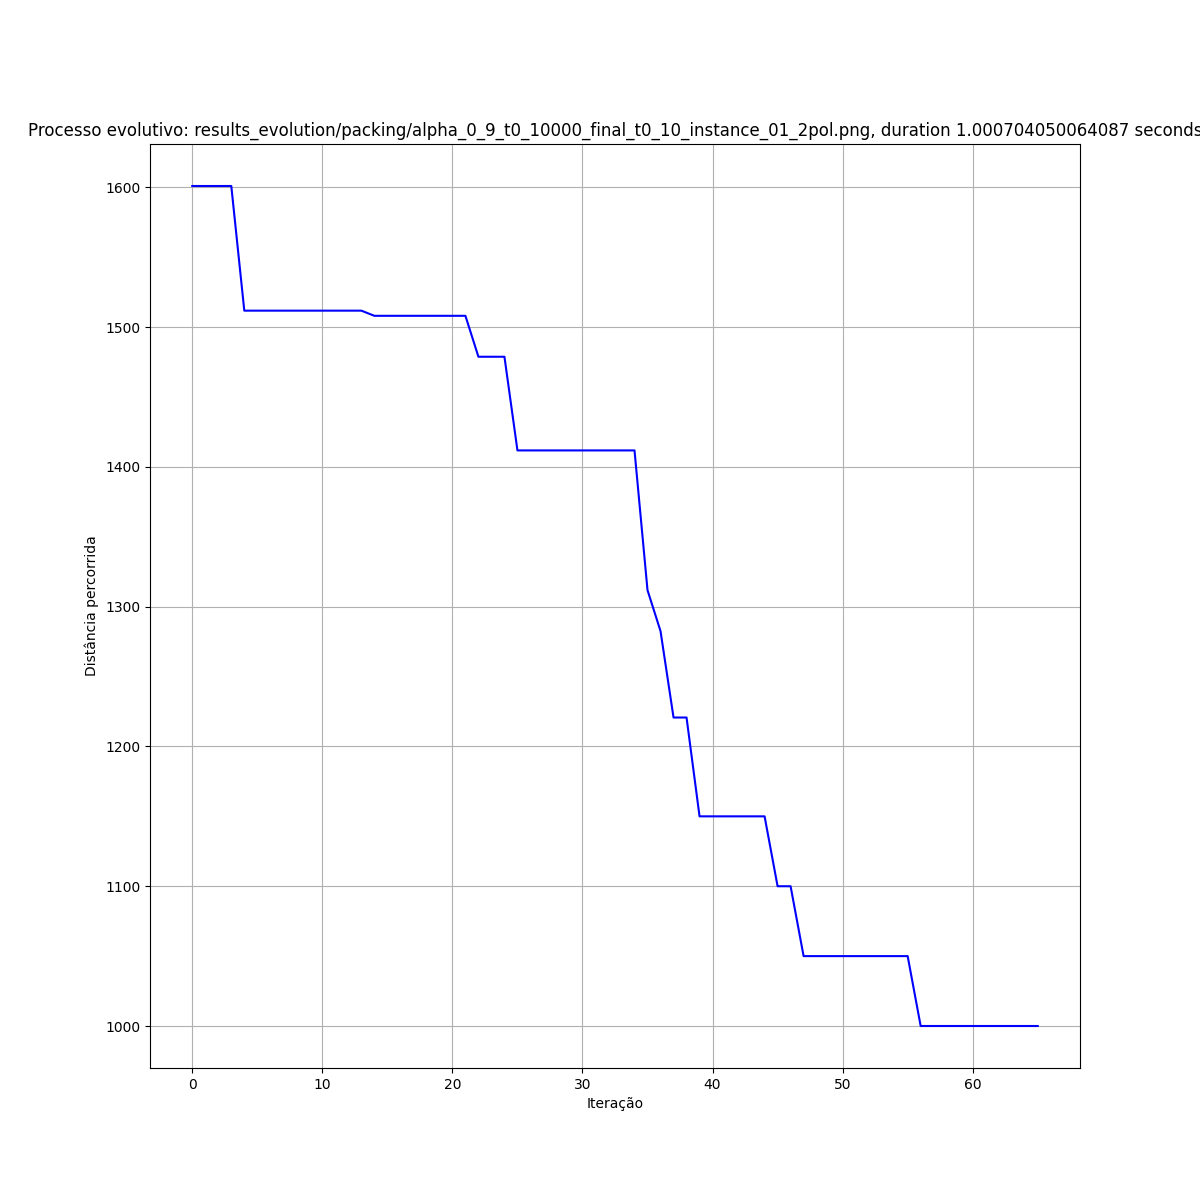 Processo evolutivo: results_evolution/packing/alpha_0_9_t0_10000_final_t0_10_instance_01_2pol.png, duration 1.000704050064087 seconds
1600
1500
1400
1300
1200
1100
1000
Distância percorrida
0 10 20 30 40 50 60
Iteração